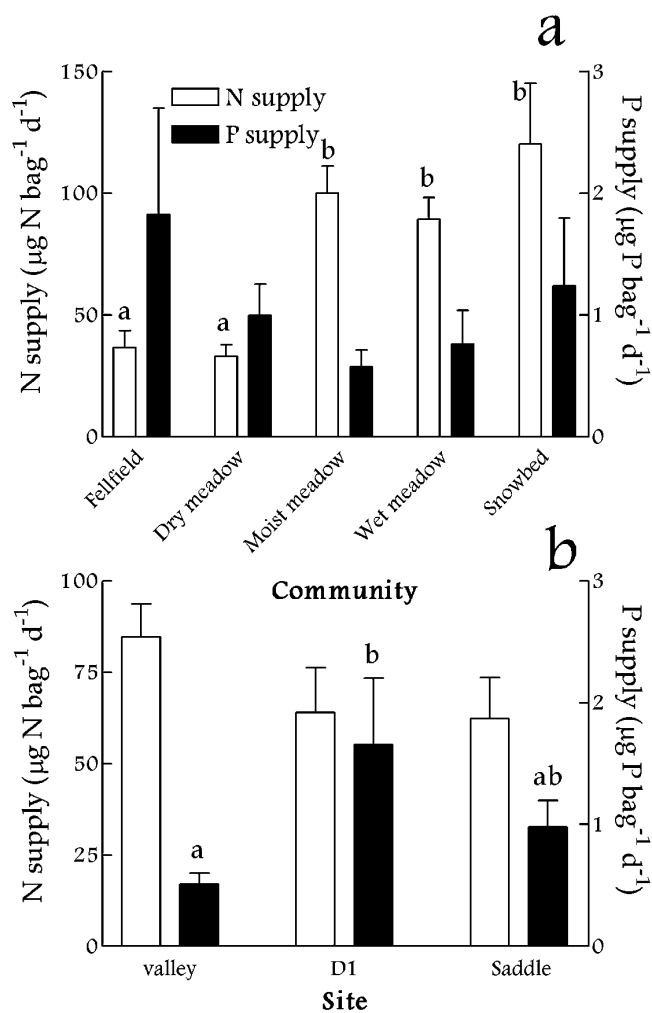 a
150
100
50
0
N supply (µg N bag⁻¹ d⁻¹)
N supply
P supply
3
2
1
0
P supply (µg P bag⁻¹ d⁻¹)
a
a
b
b
b
Fellfield
Dry meadow
Moist meadow
Wet meadow
Snowbed
b
Community
100
75
50
25
0
N supply (µg N bag⁻¹ d⁻¹)
3
2
1
0
P supply (µg P bag⁻¹ d⁻¹)
a
b
ab
valley
D1
Saddle
Site